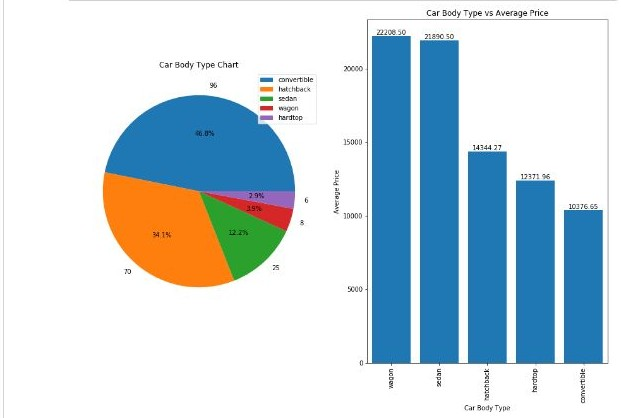 Car Body Type Chart
convertible
hatchback
sedan
wagon
hardtop
96
46.8%
70
34.1%
25
12.2%
8
3.9%
6
2.9%
Car Body Type vs Average Price
Average Price
20000
15000
10000
5000
0
22208.50
21890.50
14344.27
12371.96
10376.65
wagon
sedan
hatchback
hardtop
convertible
Car Body Type